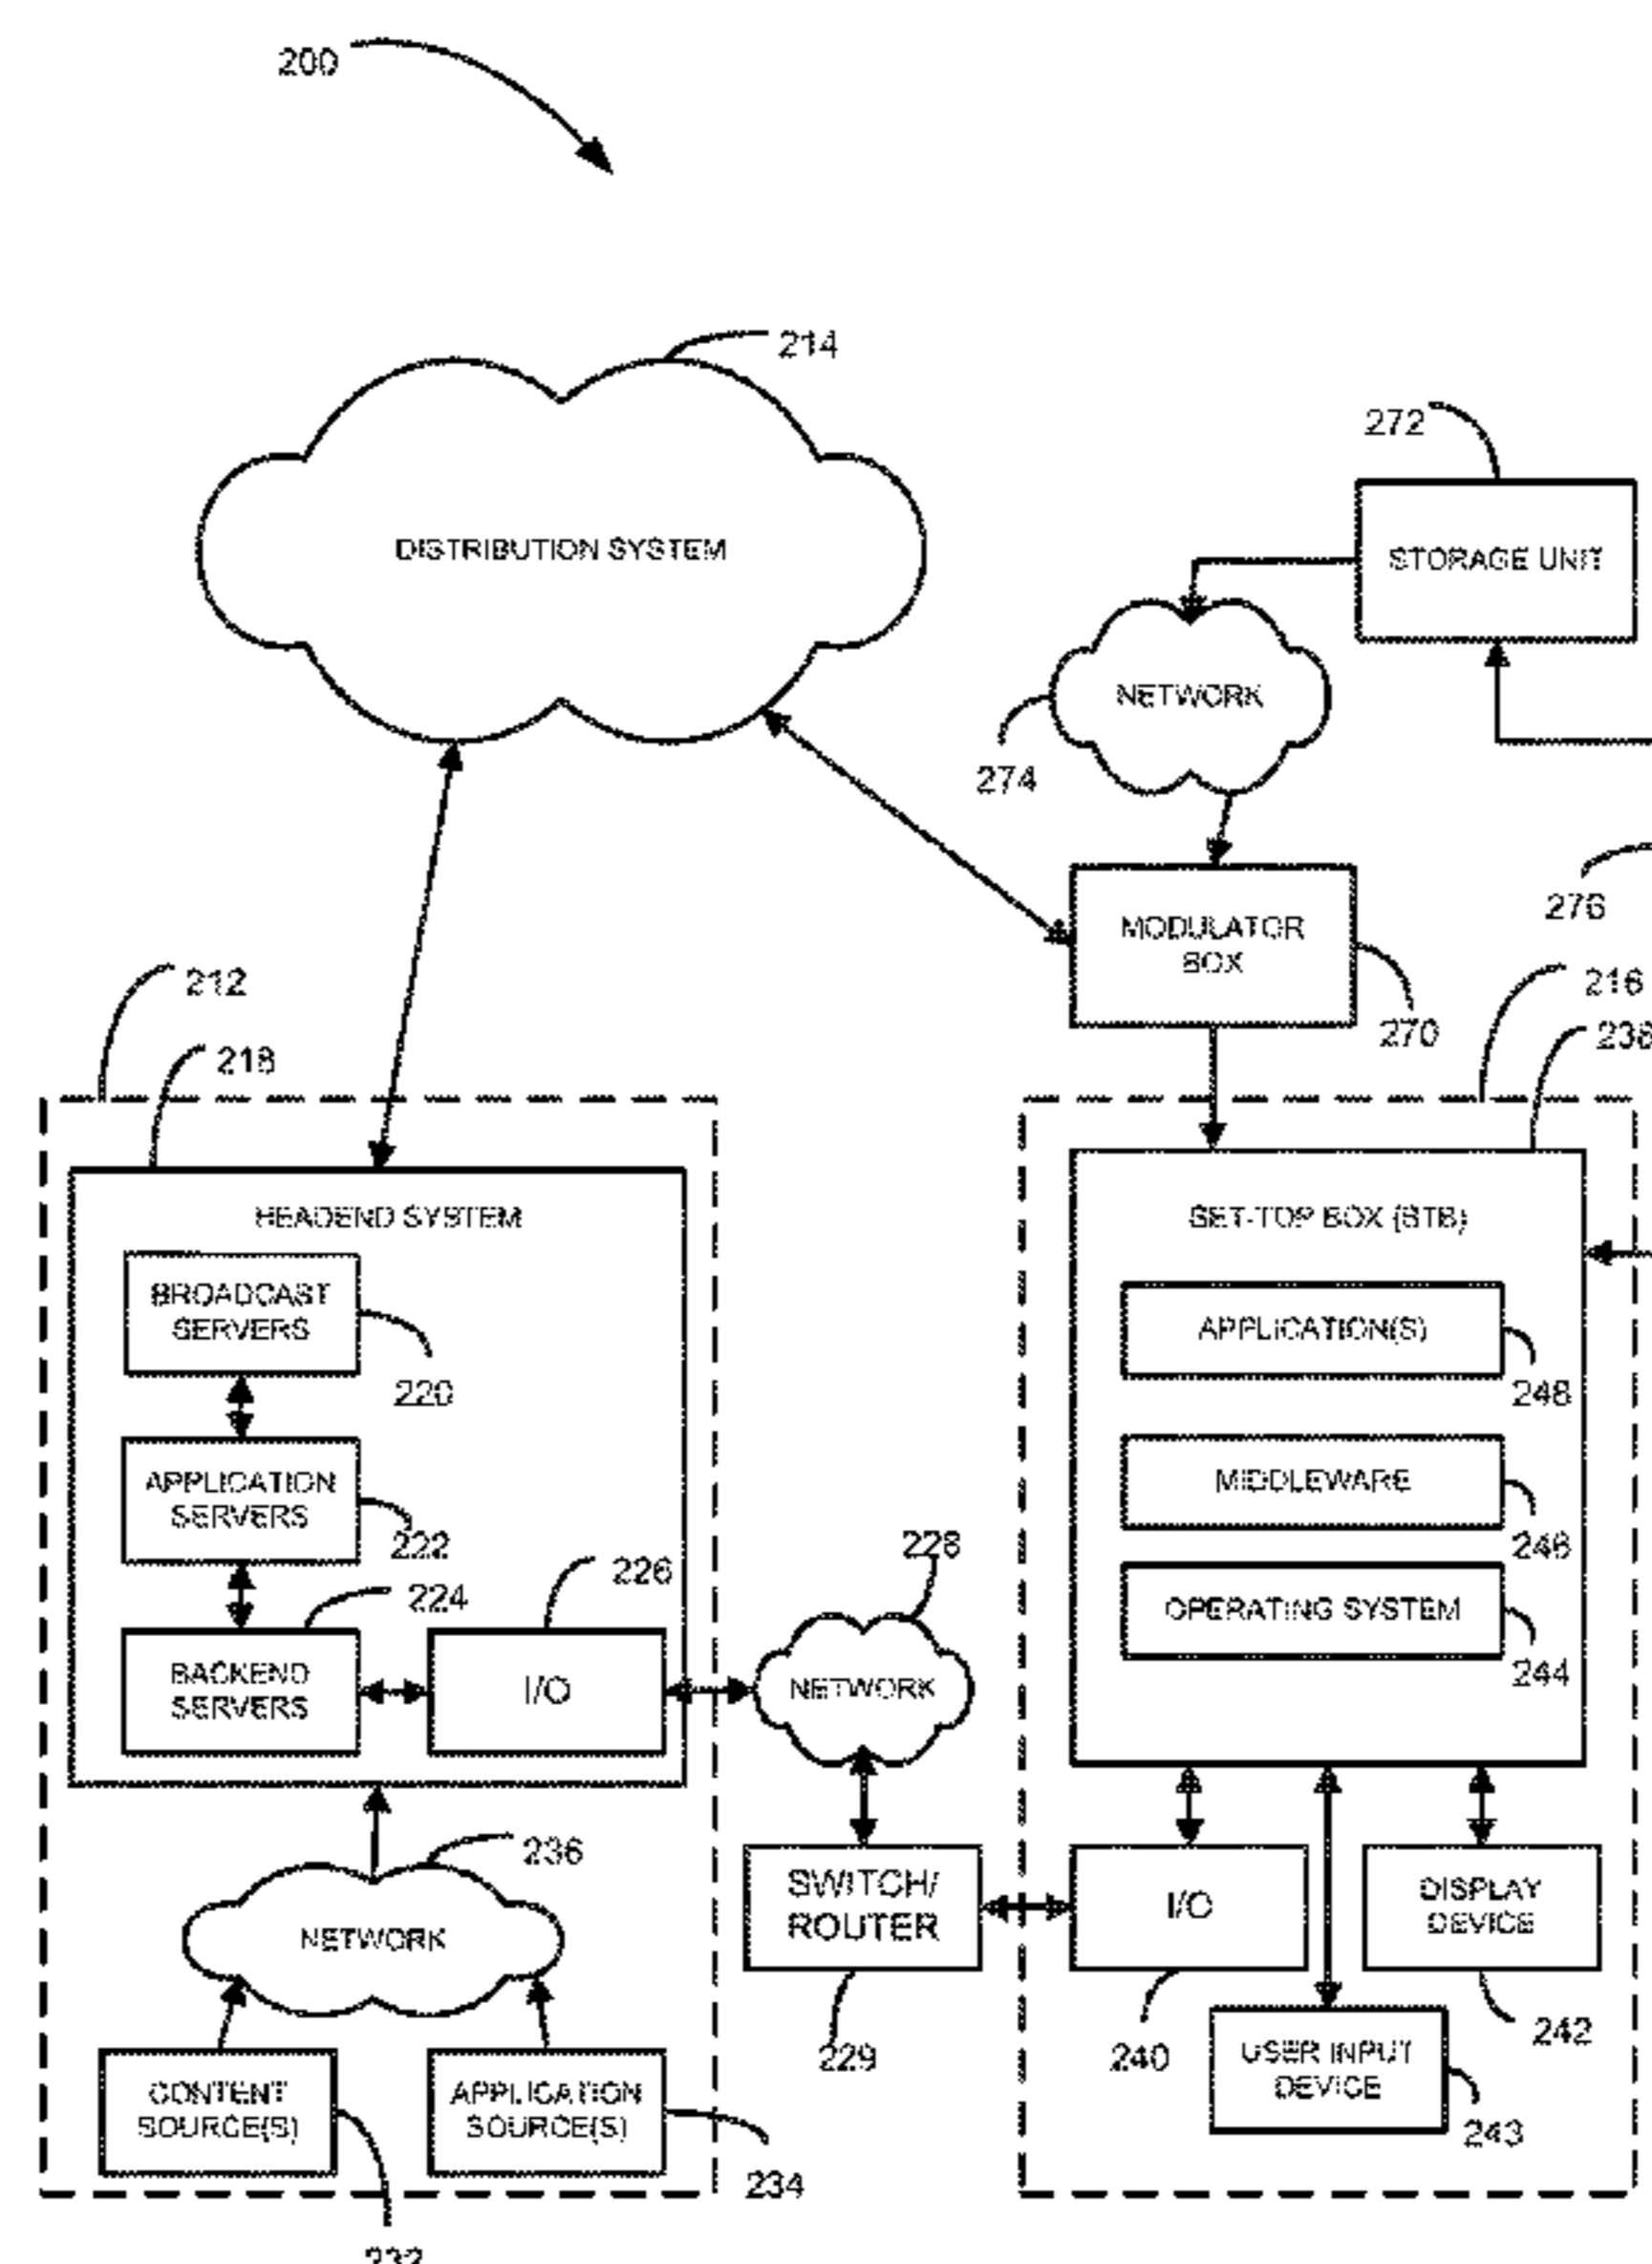 200
214
DISTRIBUTION SYSTEM
272
STORAGE UNIT
NETWORK
274
MODULATOR
BOX
270
276
216
238
212
218
HEADEND SYSTEM
BROADCAST
SERVERS
220
APPLICATION
SERVERS
222
224
BACKEND
SERVERS
226
I/O
228
NETWORK
SWITCH/
ROUTER
229
236
NETWORK
CONTENT
SOURCE(S)
232
APPLICATION
SOURCE(S)
234
SET-TOP BOX (STB)
APPLICATION(S)
248
MIDDLEWARE
246
OPERATING SYSTEM
244
I/O
240
DISPLAY
DEVICE
242
USER INPUT
DEVICE
243